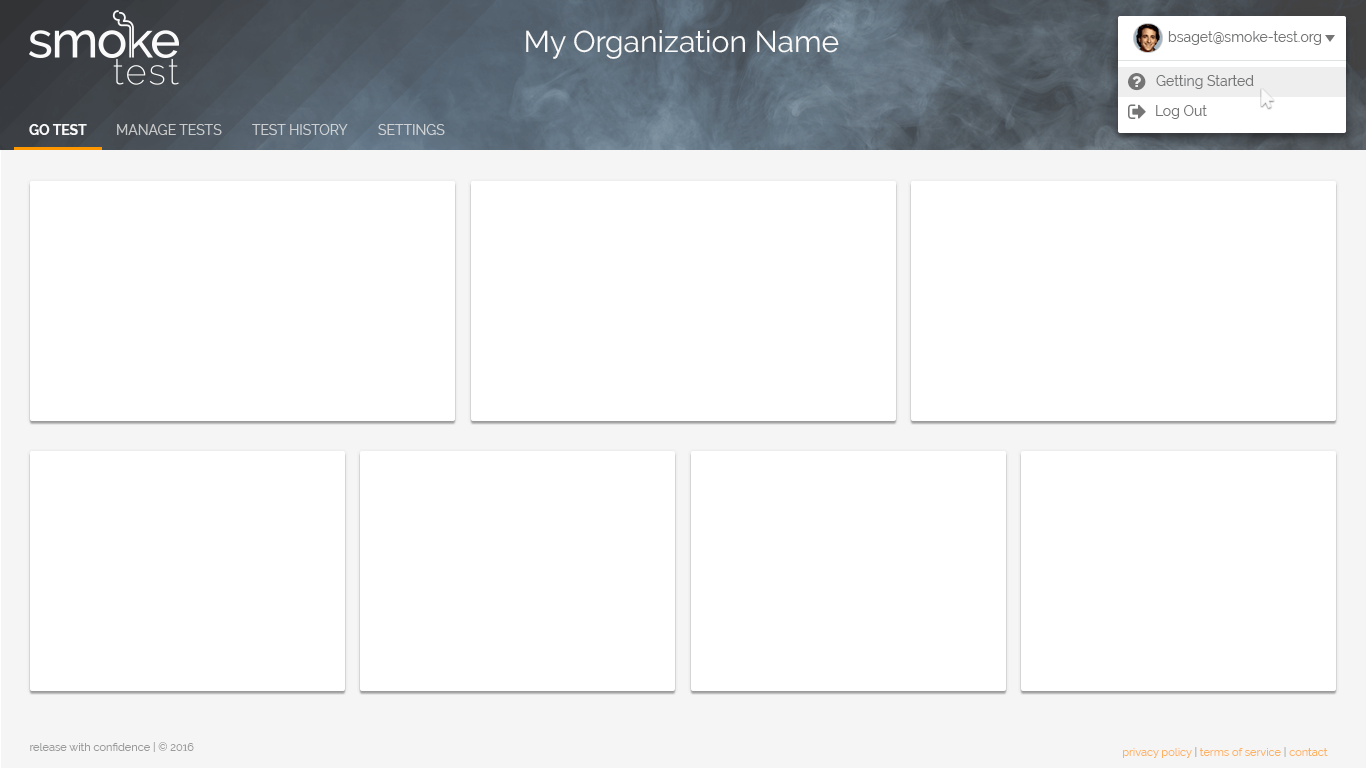 smoke
test
My Organization Name
bsaget@smoke-test.org
Getting Started
Log Out
GO TEST MANAGE TESTS TEST HISTORY SETTINGS
release with confidence | © 2016
privacy policy | terms of service | contact